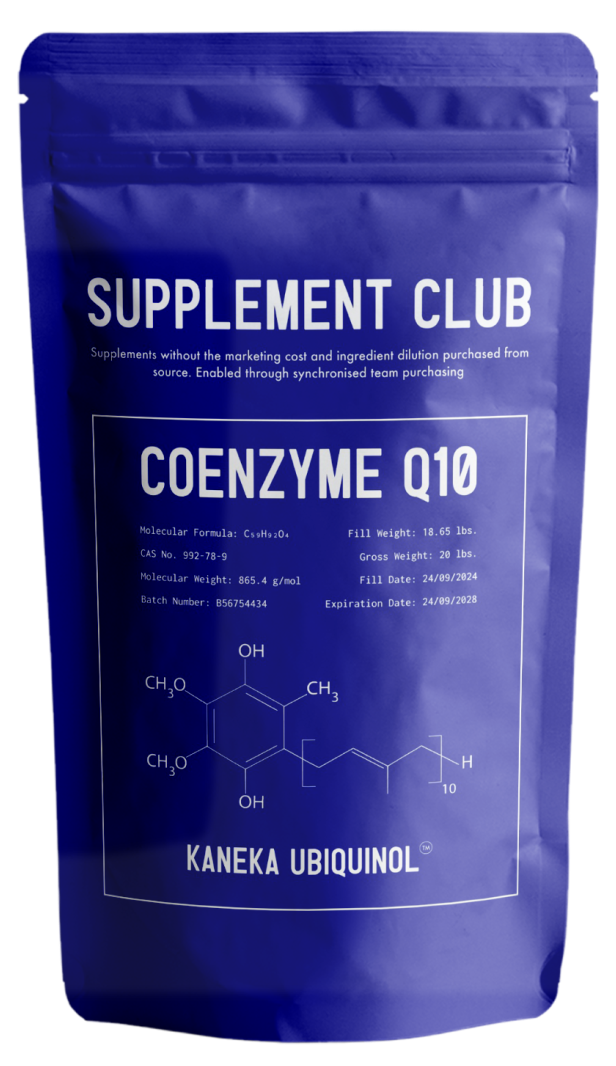 SUPPLEMENT CLUB
Supplements without the marketing cost and ingredient dilution purchased from
source. Enabled through synchronised team purchasing
COENZYME Q10
Molecular Formula: C₅₉H₉₂O₄
Fill Weight: 18.65 lbs.
CAS No. 992-78-9
Gross Weight: 20 lbs.
Molecular Weight: 865.4 g/mol
Fill Date: 24/09/2024
Batch Number: B56754434
Expiration Date: 24/09/2028
OH
CH₃O
CH₃
CH₃O
H
10
OH
KANEKA UBIQUINOL™